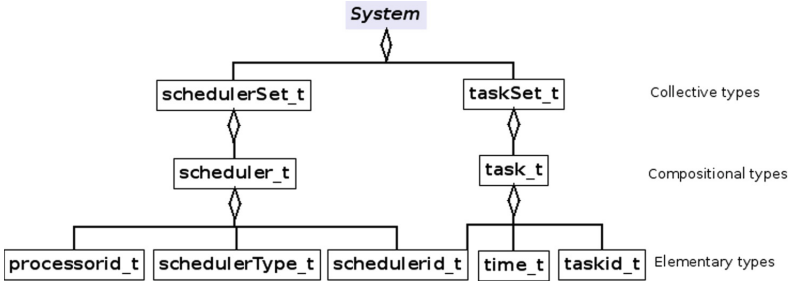 System
schedulerSet_t
taskSet_t
Collective types
scheduler_t
task_t
Compositional types
processorid_t
schedulerType_t
schedulerid_t
time_t
taskid_t
Elementary types